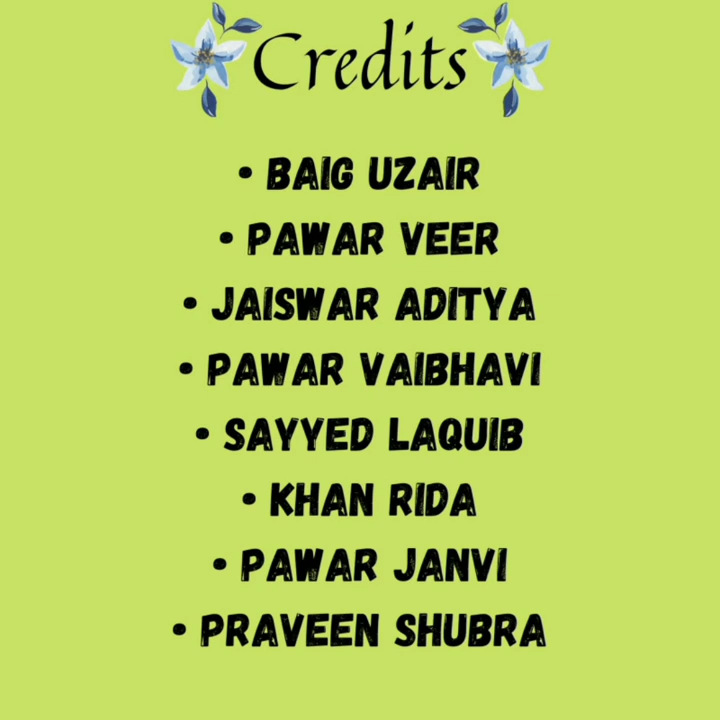 Credits
• BAIG UZAIR
• PAWAR VEER
• JAISWAR ADITYA
• PAWAR VAIBHAVI
• SAYYED LAQUIB
• KHAN RIDA
• PAWAR JANVI
• PRAVEEN SHUBRA